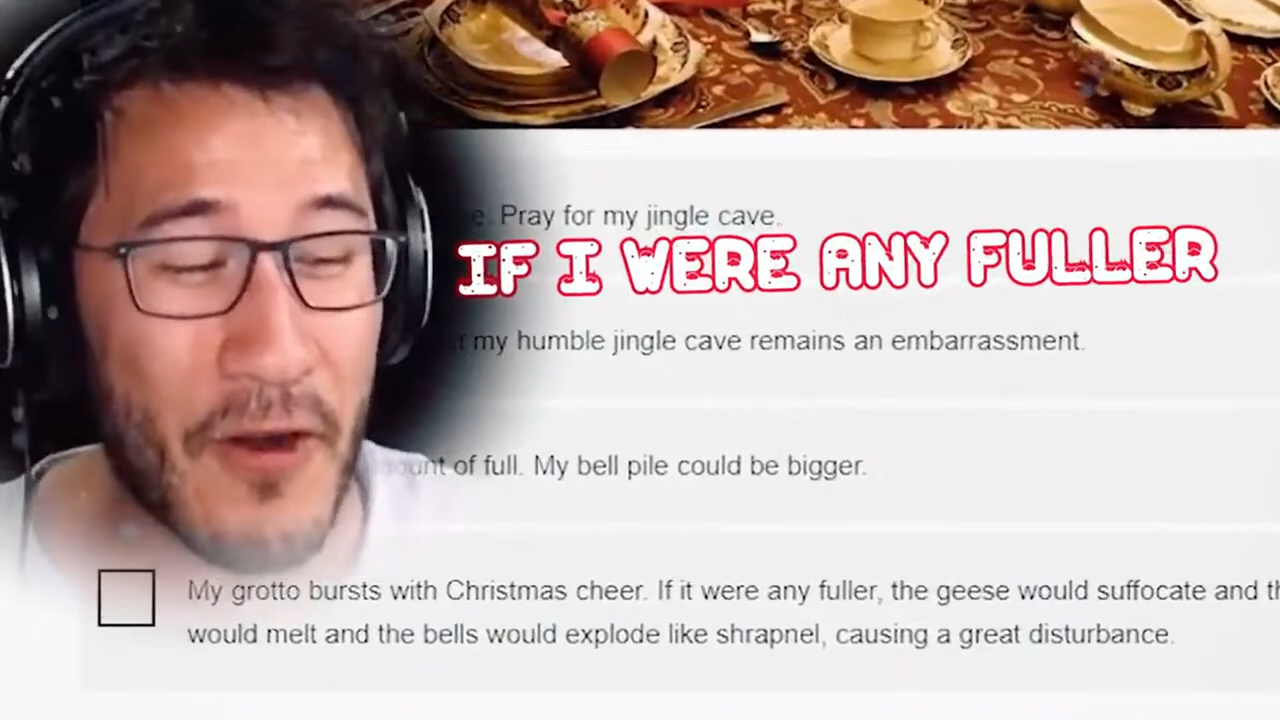 Pray for my jingle cave.
IF I WERE ANY FULLER
my humble jingle cave remains an embarrassment.
of full. My bell pile could be bigger.
My grotto bursts with Christmas cheer. If it were any fuller, the geese would suffocate and
would melt and the bells would explode like shrapnel, causing a great disturbance.